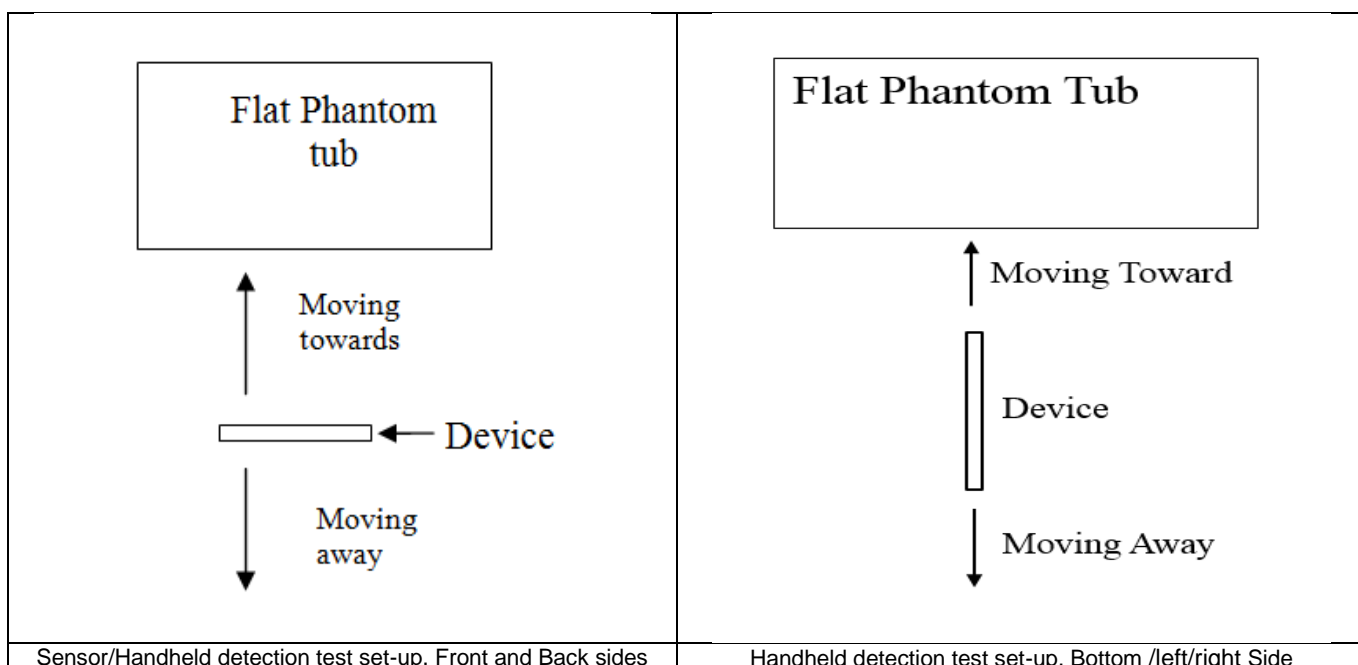 Flat Phantom
tub
Moving
towards
Device
Moving
away
Sensor/Handheld detection test set-up. Front and Back sides
Flat Phantom Tub
Moving Toward
Device
Moving Away
Handheld detection test set-up. Bottom /left/right Side